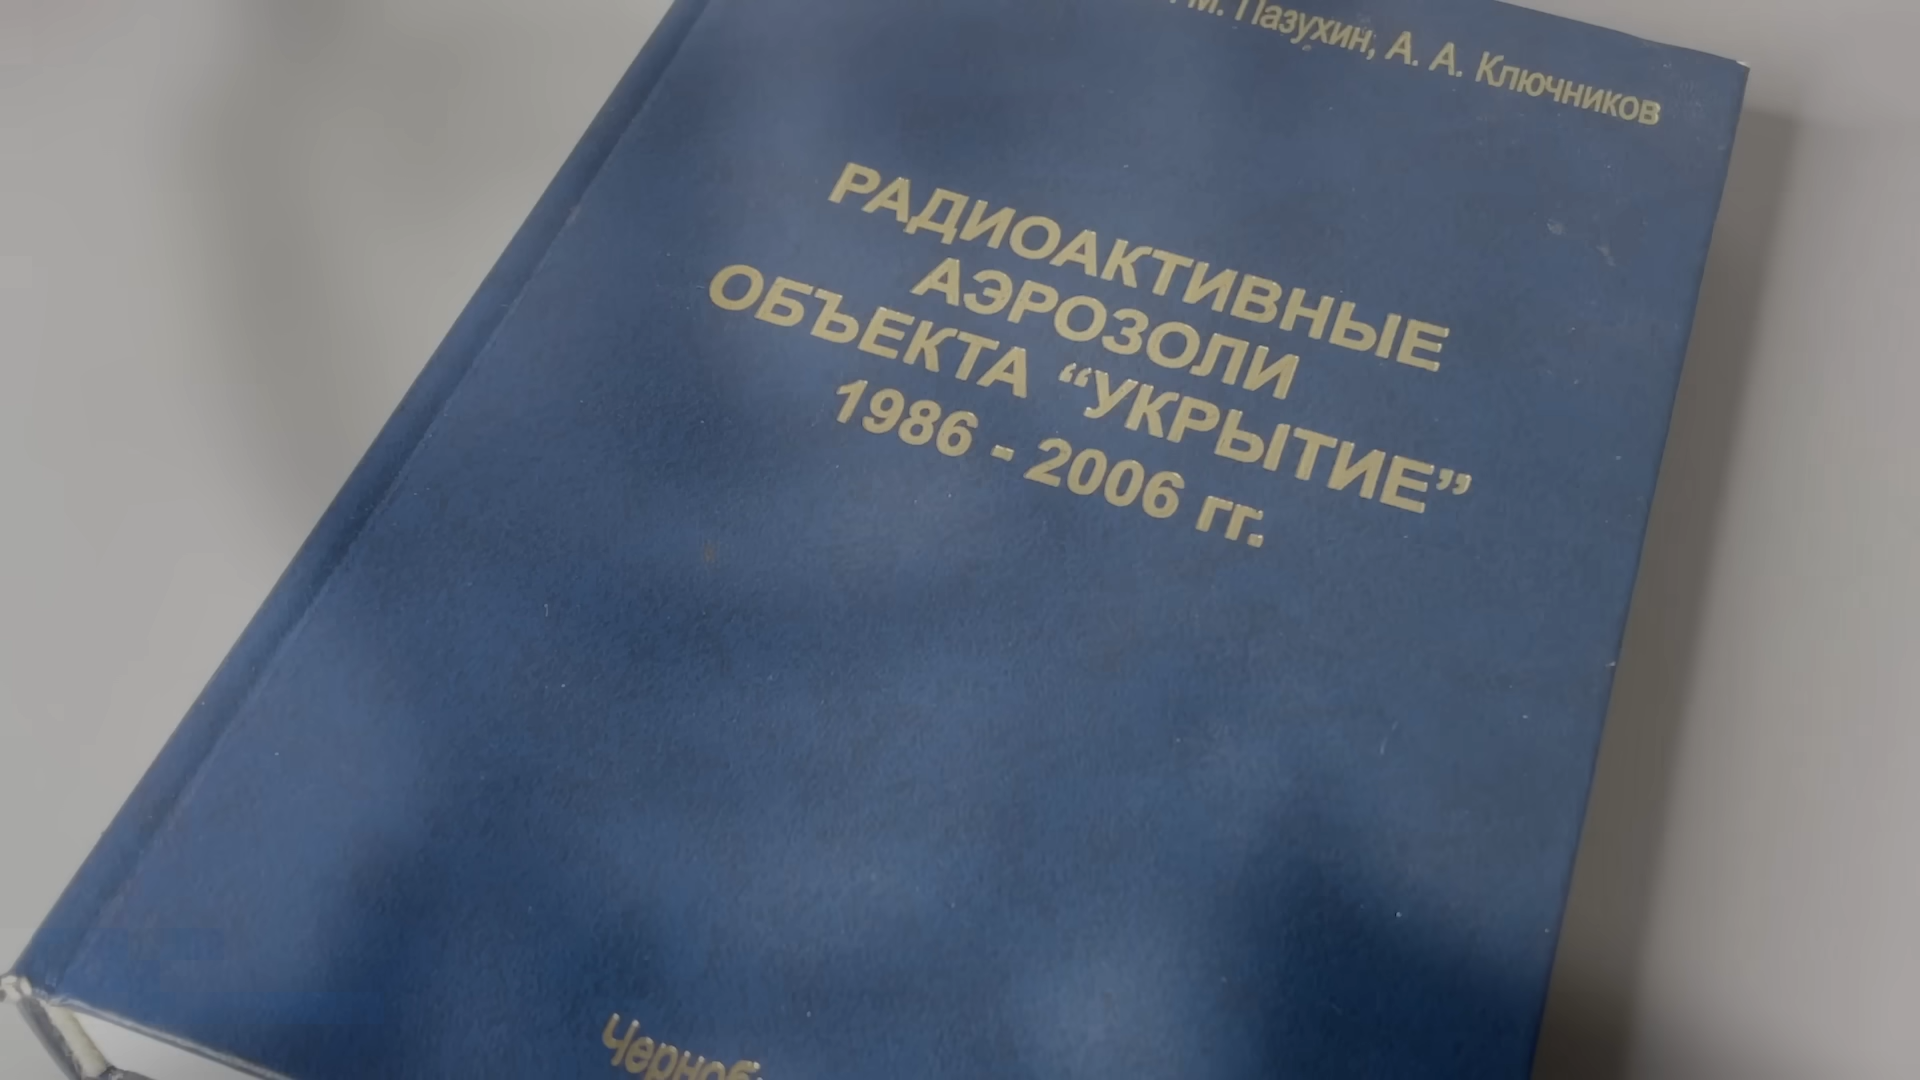 М. Пазухин, А. А. Ключников
РАДИОАКТИВНЫЕ
АЭРОЗОЛИ
ОБЪЕКТА “УКРЫТИЕ”
1986 - 2006 гг.